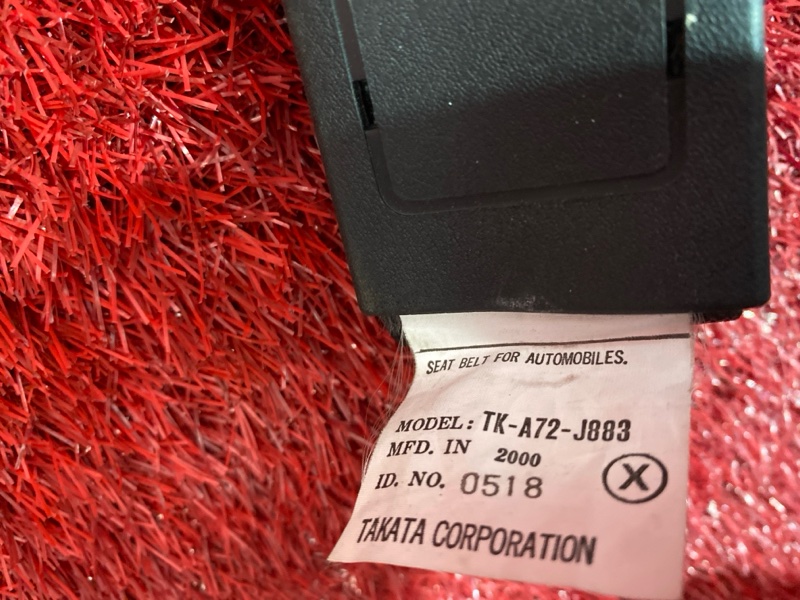 SEAT BELT FOR AUTOMOBILES.
MODEL: TK-A72-J883
MFD. IN 2000
ID. NO. 0518 X
TAKATA CORPORATION